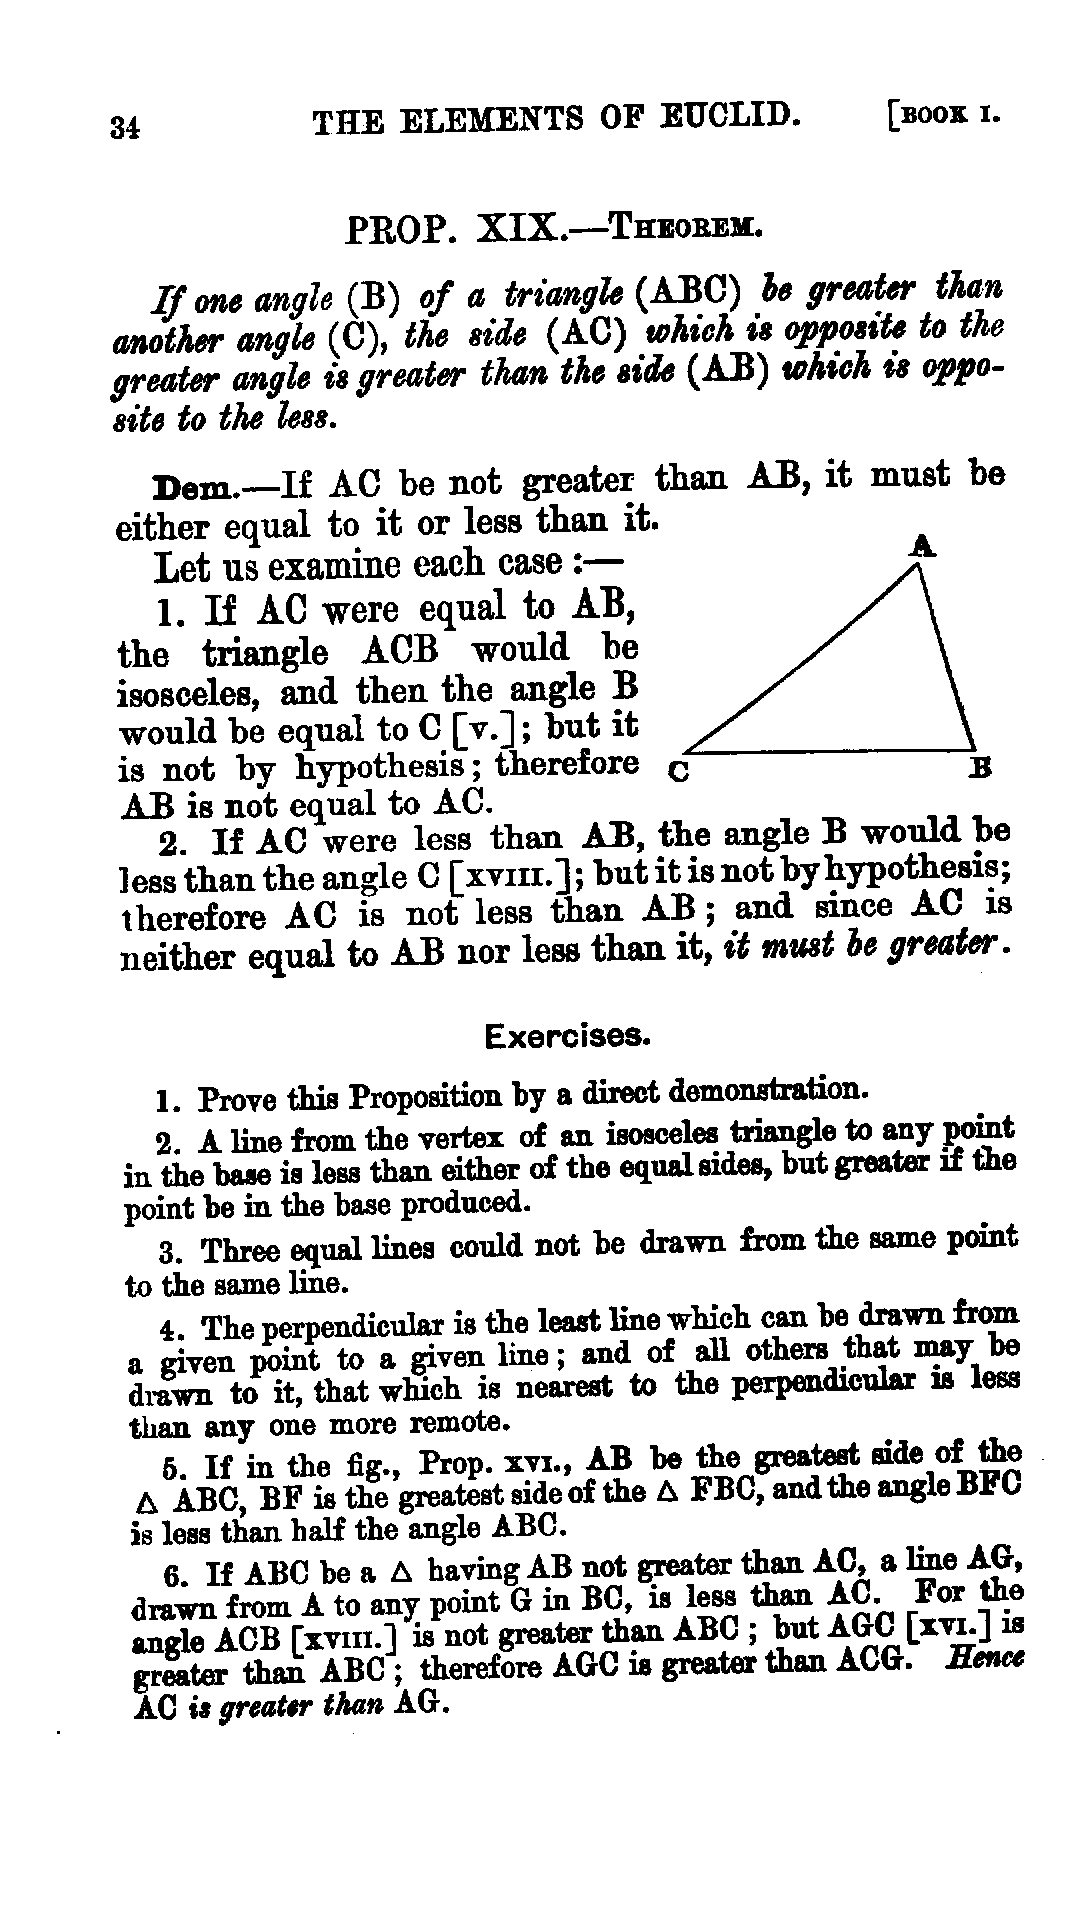 34 THE ELEMENTS OF EUCLID. [BOOK I.
PROP. XIX.—THEOREM.
If one angle (B) of a triangle (ABC) be greater than
another angle (C), the side (AC) which is opposite to the
greater angle is greater than the side (AB) which is oppo-
site to the less.
Dem.—If AC be not greater than AB, it must be
either equal to it or less than it.
Let us examine each case :—
1. If AC were equal to AB,
the triangle ACB would be
isosceles, and then the angle B
would be equal to C [v.]; but it
is not by hypothesis; therefore
AB is not equal to AC.
A
C
B
2. If AC were less than AB, the angle B would be
less than the angle C [XVIII.]; but it is not by hypothesis;
therefore AC is not less than AB; and since AC is
neither equal to AB nor less than it, it must be greater.
Exercises.
1. Prove this Proposition by a direct demonstration.
2. A line from the vertex of an isosceles triangle to any point
in the base is less than either of the equal sides, but greater if the
point be in the base produced.
3. Three equal lines could not be drawn from the same point
to the same line.
4. The perpendicular is the least line which can be drawn from
a given point to a given line; and of all others that may be
drawn to it, that which is nearest to the perpendicular is less
than any one more remote.
5. If in the fig., Prop. XVI., AB be the greatest side of the
△ ABC, BF is the greatest side of the △ FBC, and the angle BFC
is less than half the angle ABC.
6. If ABC be a △ having AB not greater than AC, a line AG,
drawn from A to any point G in BC, is less than AC. For the
angle ACB [XVIII.] is not greater than ABC; but AGC [XVI.] is
greater than ABC; therefore AGC is greater than ACG. Hence
AC is greater than AG.